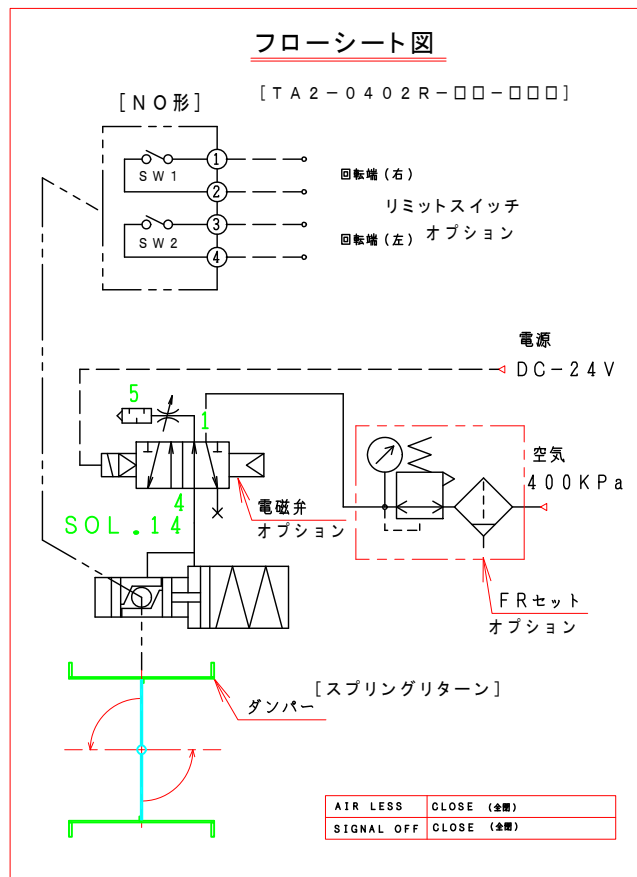 フローシート図
[TA2-0402R-□□-□□□]
[NO形]
SW1
1
2
SW2
3
4
回転端(右)
リミットスイッチ
オプション
回転端(左)
電源
DC-24V
5
1
4
SOL.14
電磁弁
オプション
空気
400KPa
FRセット
オプション
[スプリングリターン]
ダンパー
AIR LESS CLOSE (全閉)
SIGNAL OFF CLOSE (全閉)